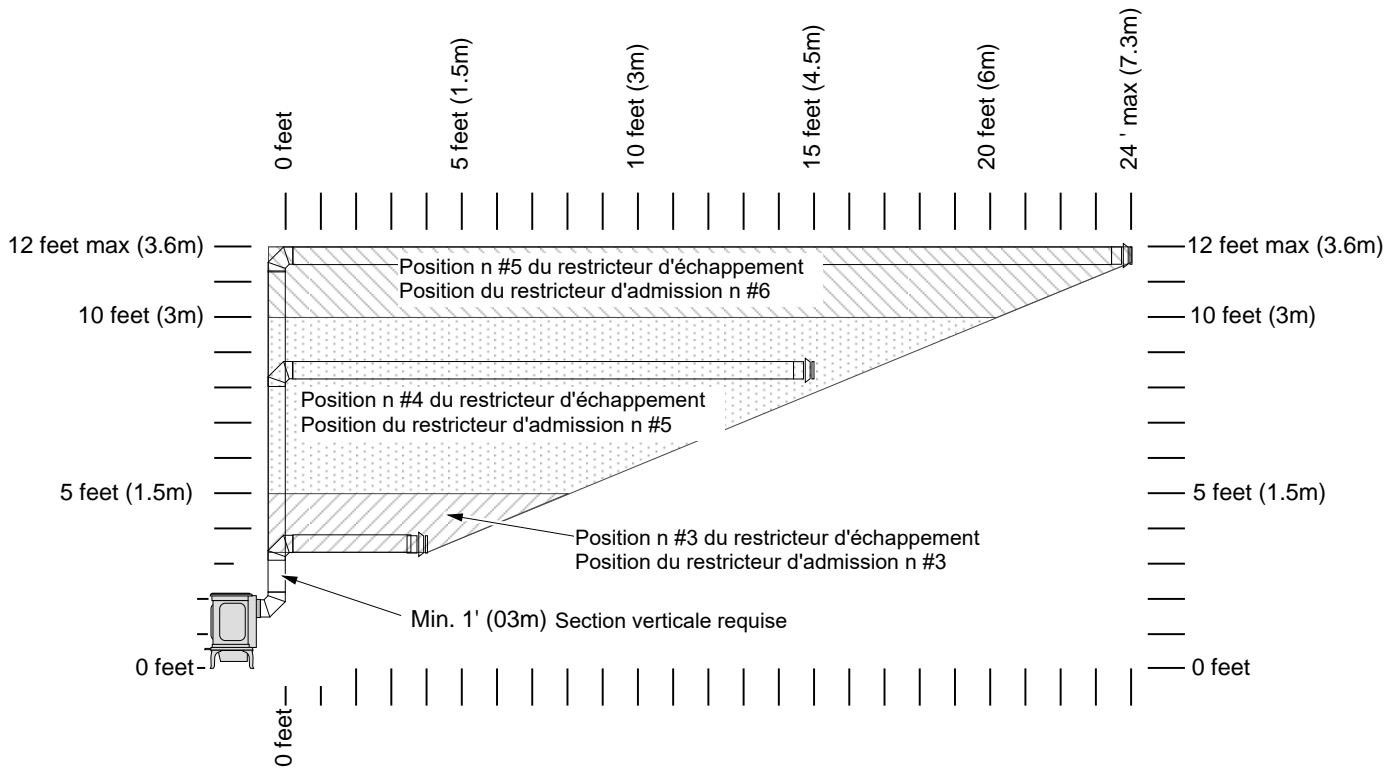 0 feet
5 feet (1.5m)
10 feet (3m)
15 feet (4.5m)
20 feet (6m)
24 ' max (7.3m)
12 feet max (3.6m)
12 feet max (3.6m)
Position n #5 du restricteur d'échappement
Position du restricteur d'admission n #6
10 feet (3m)
10 feet (3m)
Position n #4 du restricteur d'échappement
Position du restricteur d'admission n #5
5 feet (1.5m)
5 feet (1.5m)
Position n #3 du restricteur d'échappement
Position du restricteur d'admission n #3
Min. 1' (03m) Section verticale requise
0 feet
0 feet
0 feet